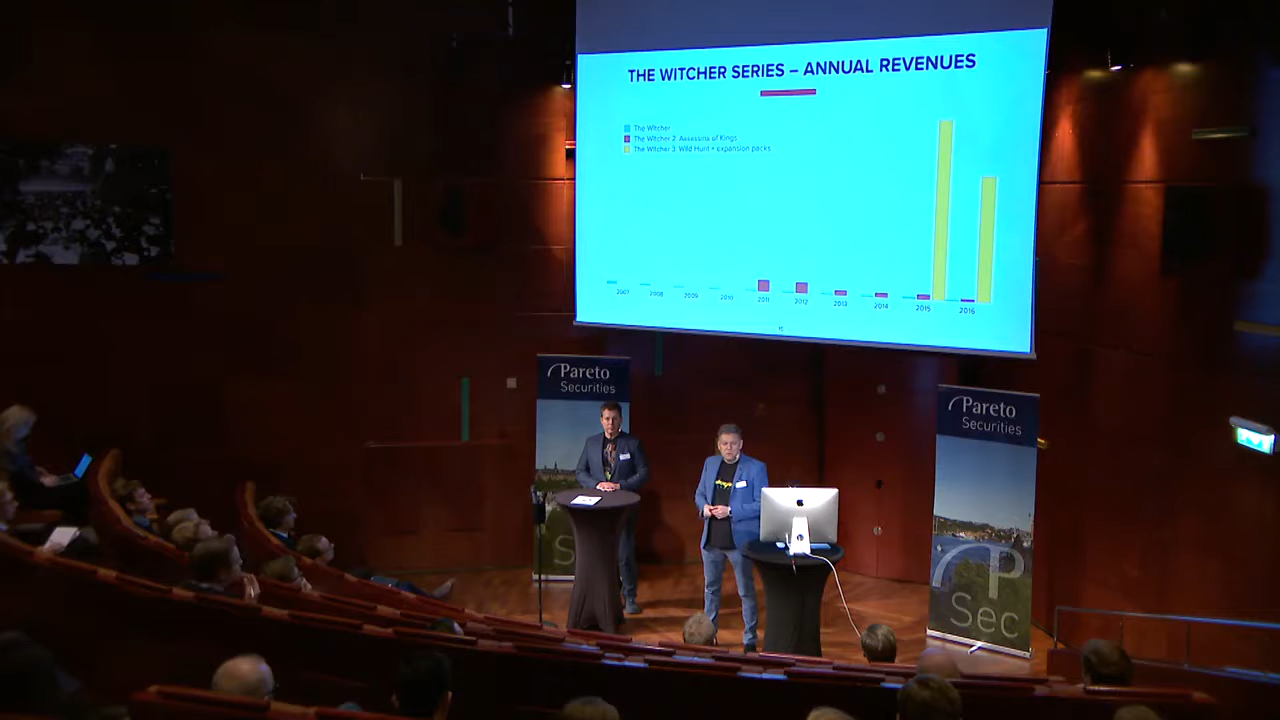 THE WITCHER SERIES – ANNUAL REVENUES
The Witcher
The Witcher 2: Assassins of Kings
The Witcher 3: Wild Hunt + expansion packs
2007 2008 2009 2010 2011 2012 2013 2014 2015 2016
Pareto
Securities
Pareto
Securities
S
P
Sec